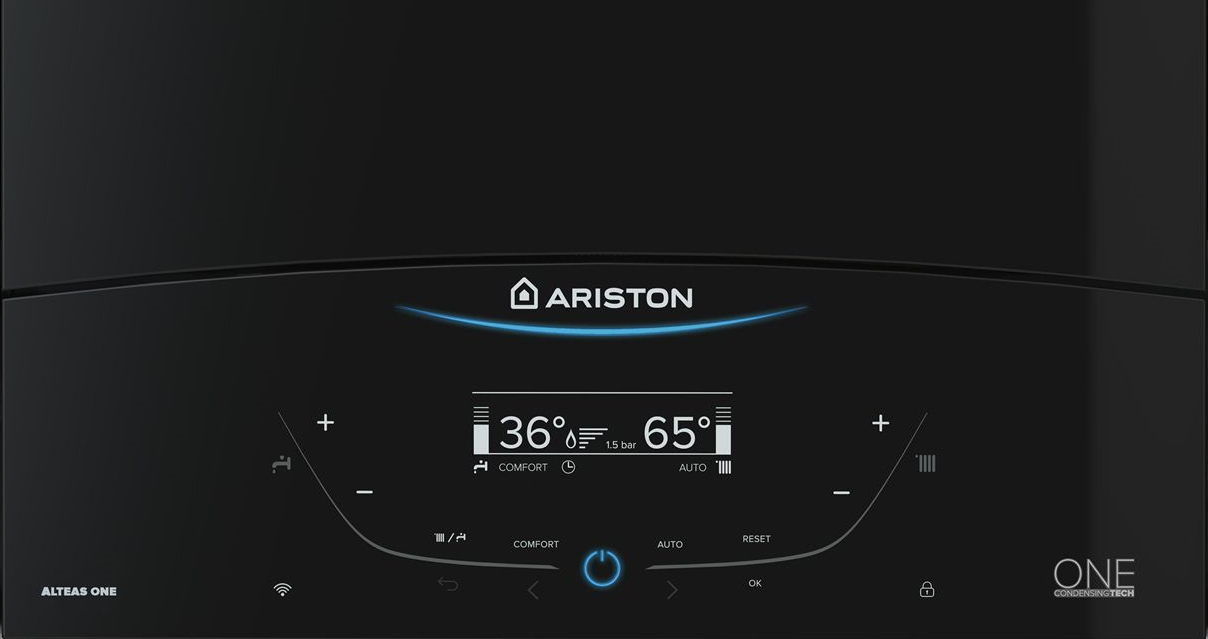 ARISTON
36° 1.5 bar 65°
COMFORT AUTO
COMFORT AUTO RESET
OK
ALTEAS ONE
ONE
CONDENSINGTECH